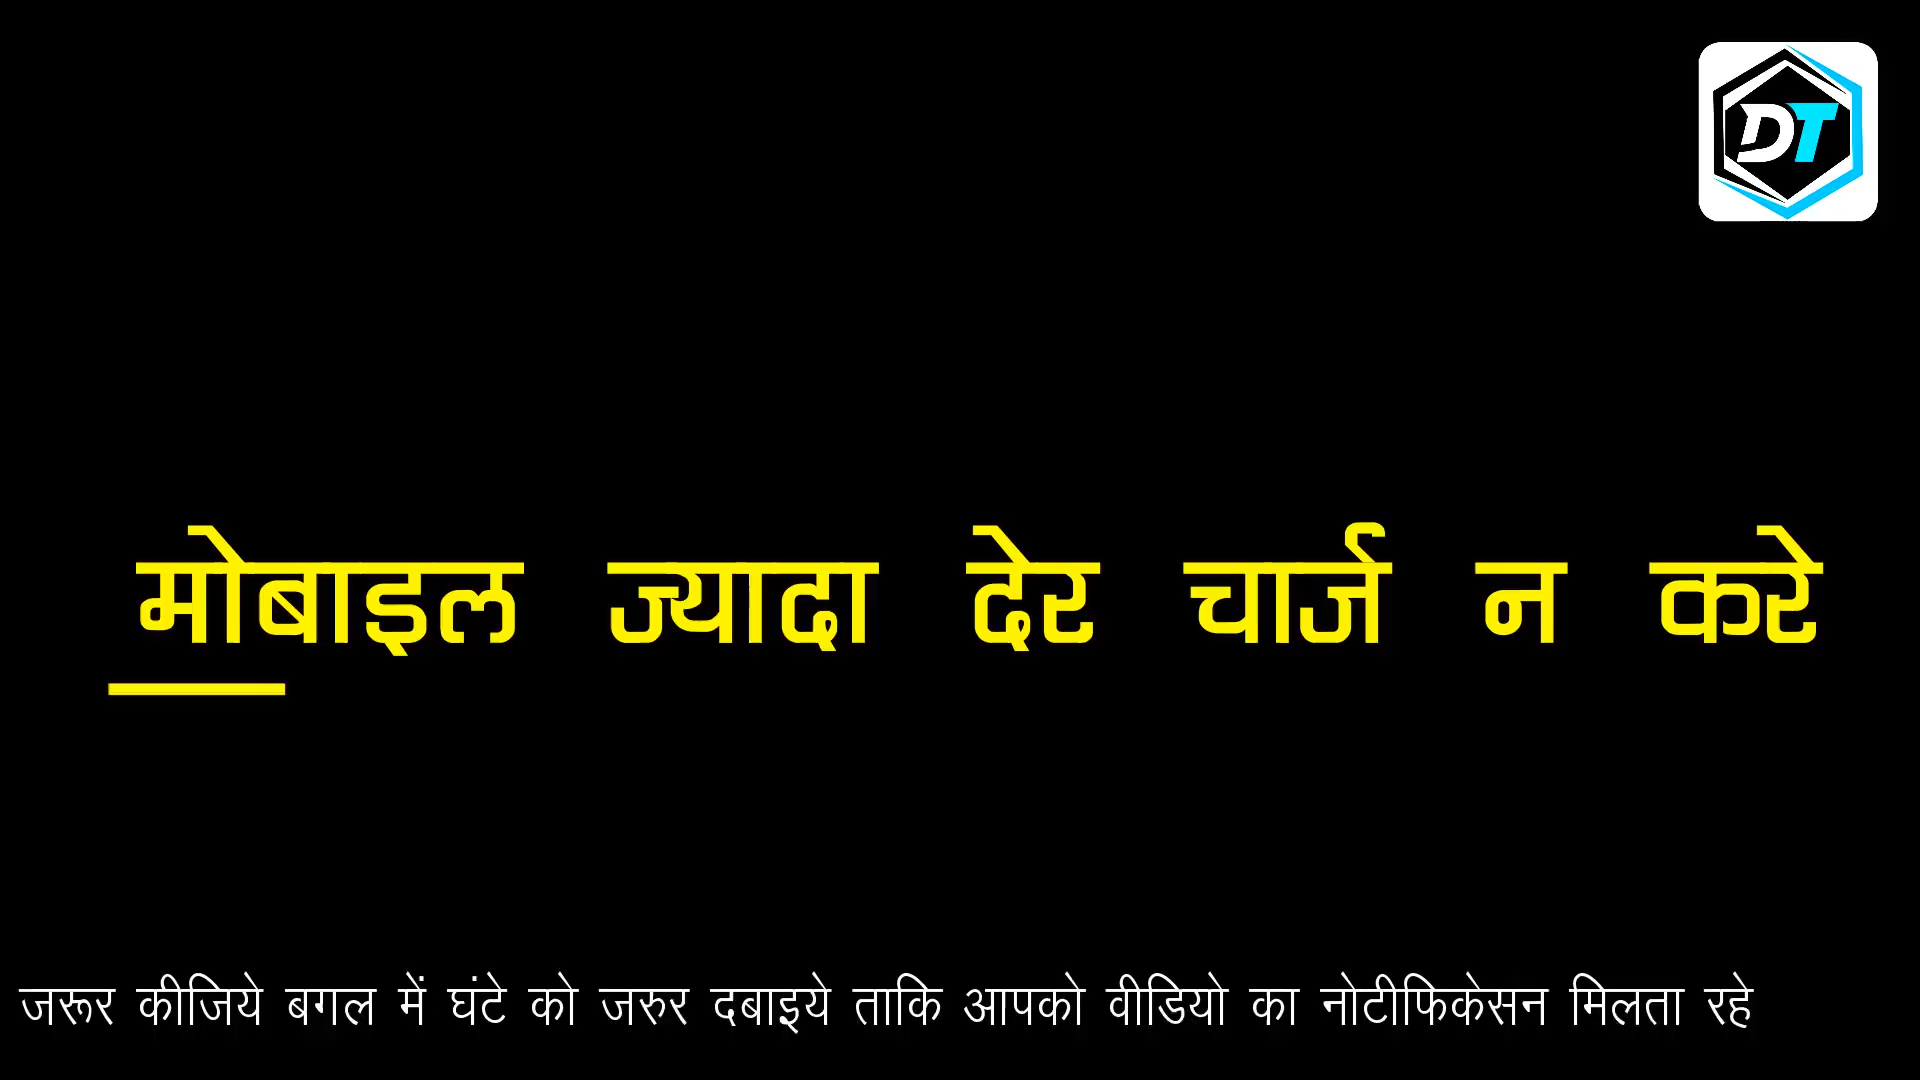 DT
मोबाइल ज्यादा देर चार्ज न करे
जरूर कीजिये बगल में घंटे को जरुर दबाइये ताकि आपको वीडियो का नोटीफिकेसन मिलता रहे